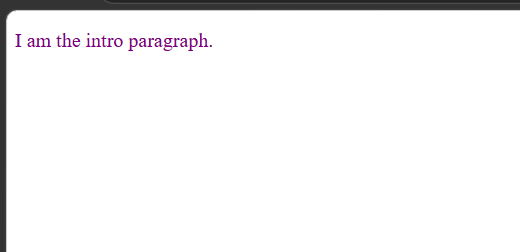 I am the intro paragraph.